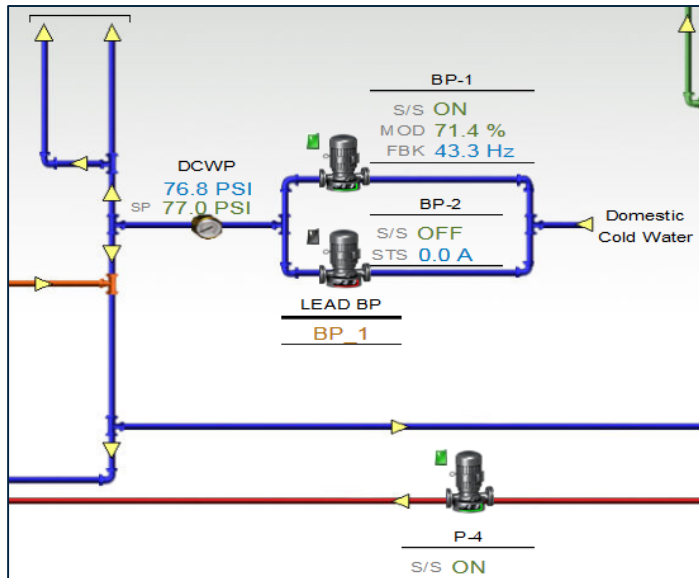 BP-1
S/S ON
MOD 71.4 %
FBK 43.3 Hz
DCWP
76.8 PSI
SP 77.0 PSI
BP-2
S/S OFF
STS 0.0 A
Domestic
Cold Water
LEAD BP
BP_1
P-4
S/S ON